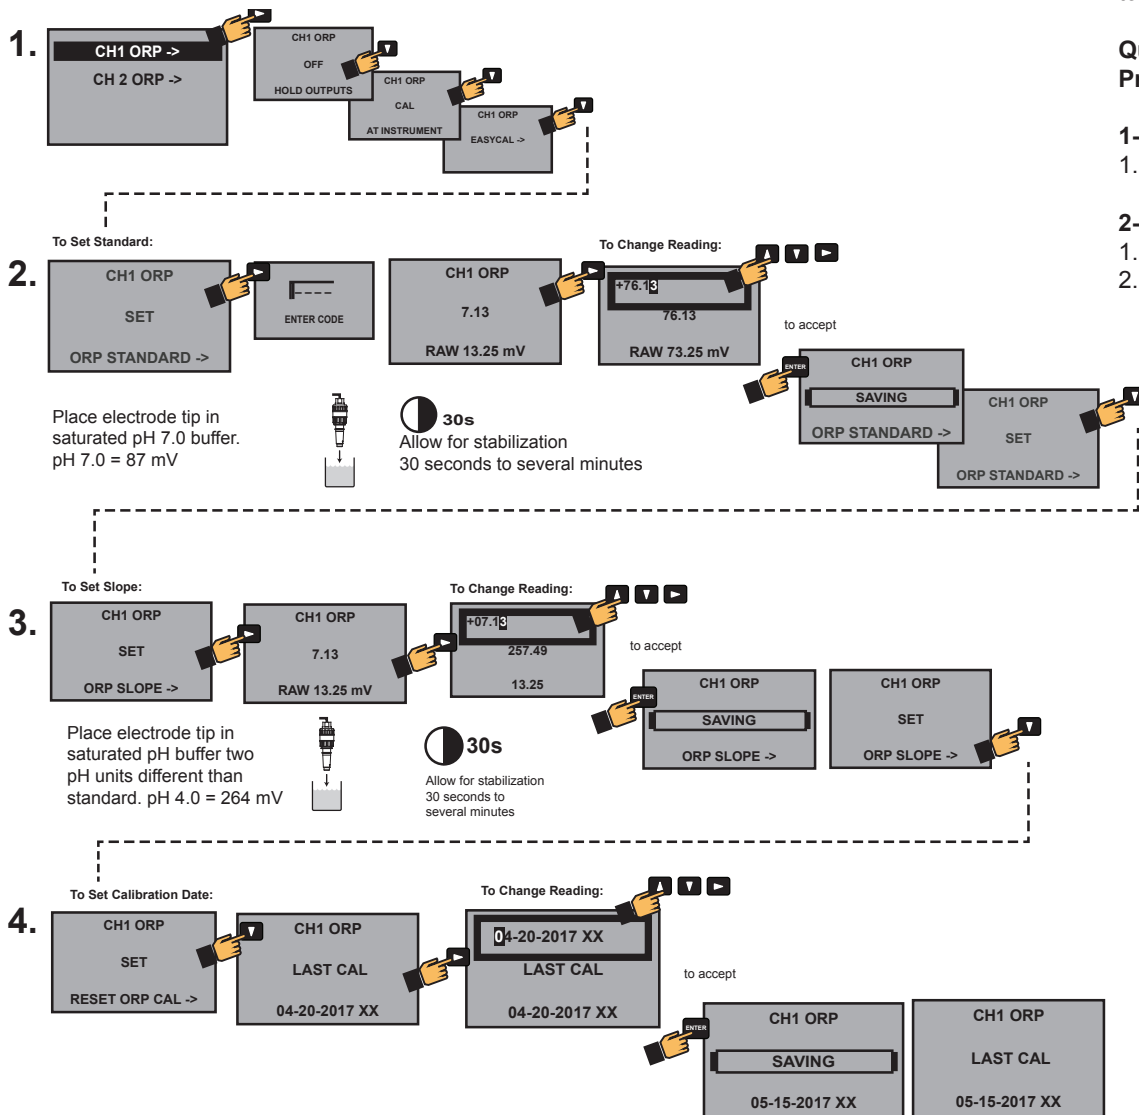 1.
CH1 ORP ->
CH 2 ORP ->
CH1 ORP
OFF
HOLD OUTPUTS
CH1 ORP
CAL
AT INSTRUMENT
CH1 ORP
EASYCAL ->
Qu
Pr
1-
1.
2-
1.
2.
To Set Standard:
2.
CH1 ORP
SET
ORP STANDARD ->
ENTER CODE
CH1 ORP
7.13
RAW 13.25 mV
To Change Reading:
+76.13
76.13
RAW 73.25 mV
to accept
ENTER
CH1 ORP
SAVING
ORP STANDARD ->
CH1 ORP
SET
ORP STANDARD ->
Place electrode tip in
saturated pH 7.0 buffer.
pH 7.0 = 87 mV
30s
Allow for stabilization
30 seconds to several minutes
To Set Slope:
3.
CH1 ORP
SET
ORP SLOPE ->
CH1 ORP
7.13
RAW 13.25 mV
To Change Reading:
+07.13
257.49
13.25
to accept
ENTER
CH1 ORP
SAVING
ORP SLOPE ->
CH1 ORP
SET
ORP SLOPE ->
Place electrode tip in
saturated pH buffer two
pH units different than
standard. pH 4.0 = 264 mV
30s
Allow for stabilization
30 seconds to
several minutes
To Set Calibration Date:
4.
CH1 ORP
SET
RESET ORP CAL ->
CH1 ORP
LAST CAL
04-20-2017 XX
To Change Reading:
04-20-2017 XX
LAST CAL
04-20-2017 XX
to accept
ENTER
CH1 ORP
SAVING
05-15-2017 XX
CH1 ORP
LAST CAL
05-15-2017 XX